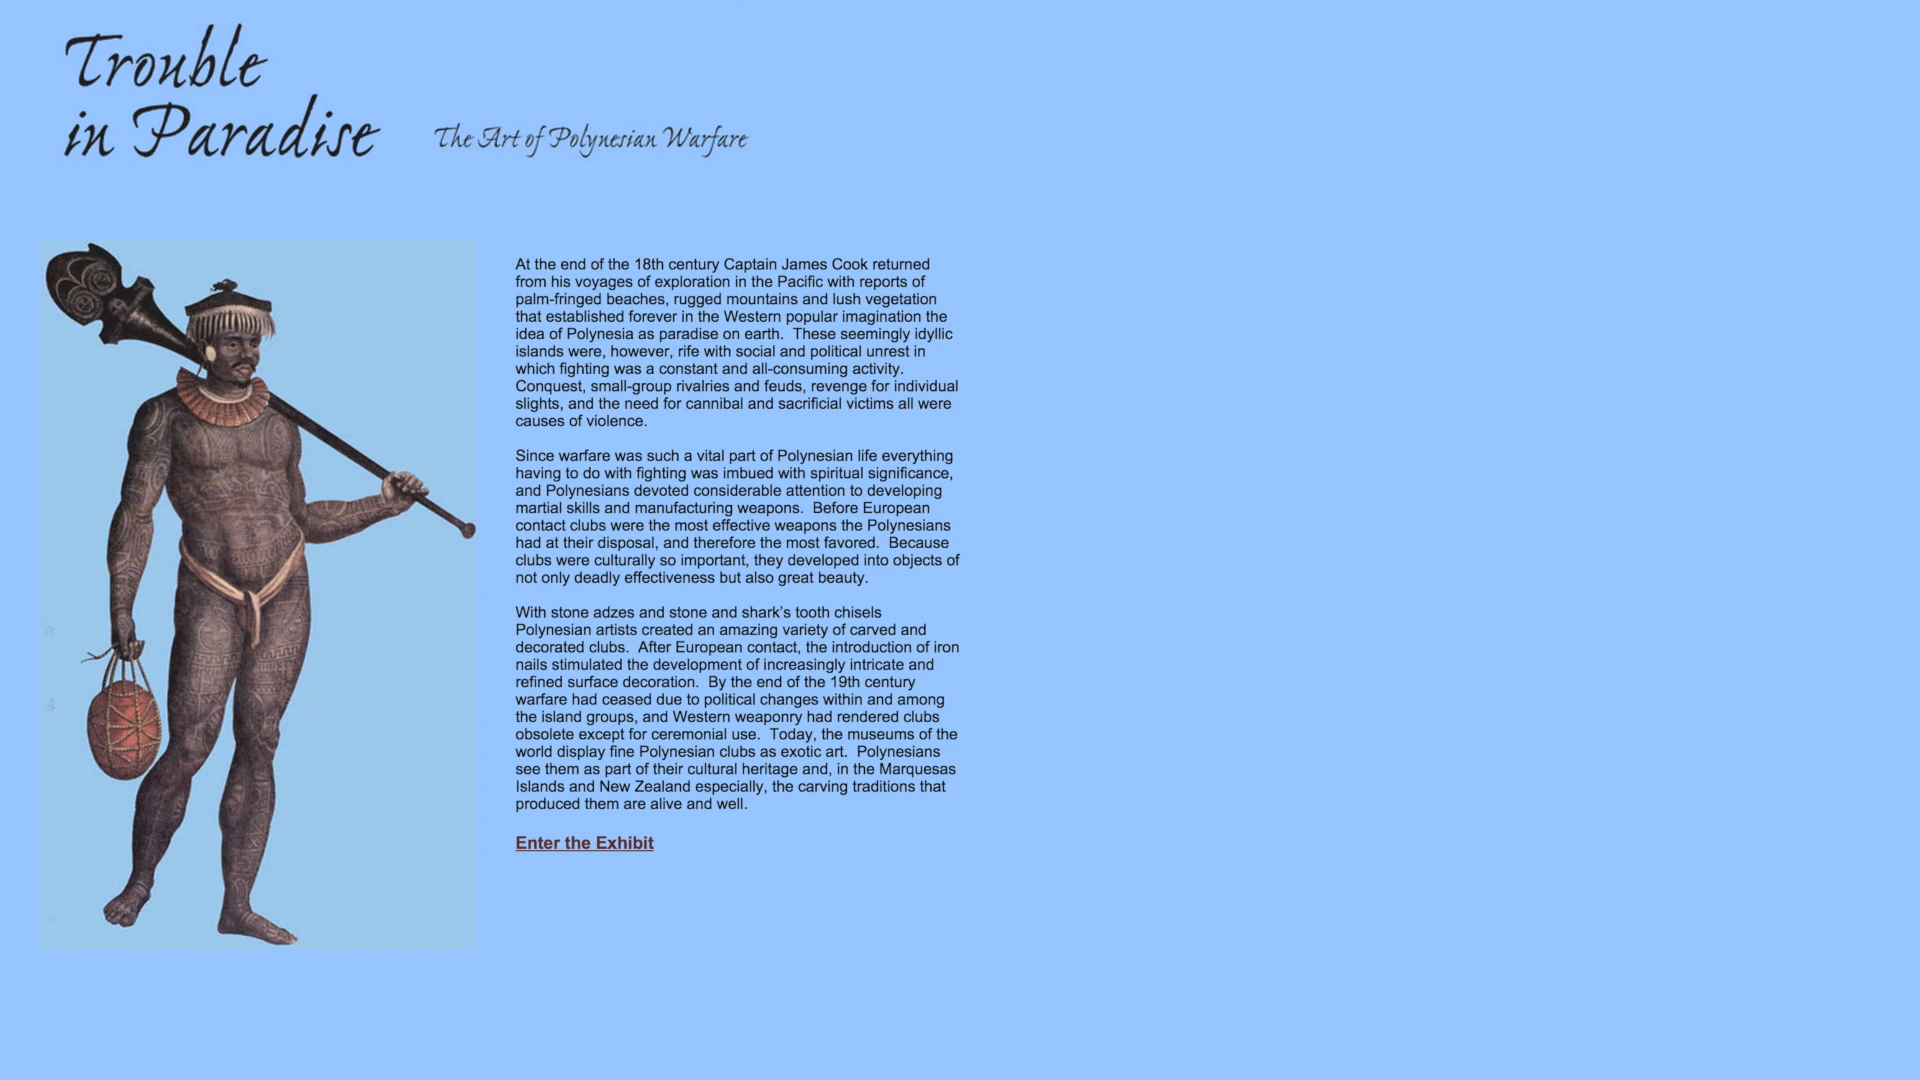 Trouble
in Paradise
The Art of Polynesian Warfare
At the end of the 18th century Captain James Cook returned
from his voyages of exploration in the Pacific with reports of
palm-fringed beaches, rugged mountains and lush vegetation
that established forever in the Western popular imagination the
idea of Polynesia as paradise on earth.  These seemingly idyllic
islands were, however, rife with social and political unrest in
which fighting was a constant and all-consuming activity.
Conquest, small-group rivalries and feuds, revenge for individual
slights, and the need for cannibal and sacrificial victims all were
causes of violence.
Since warfare was such a vital part of Polynesian life everything
having to do with fighting was imbued with spiritual significance,
and Polynesians devoted considerable attention to developing
martial skills and manufacturing weapons.  Before European
contact clubs were the most effective weapons the Polynesians
had at their disposal, and therefore the most favored.  Because
clubs were culturally so important, they developed into objects of
not only deadly effectiveness but also great beauty.
With stone adzes and stone and shark’s tooth chisels
Polynesian artists created an amazing variety of carved and
decorated clubs.  After European contact, the introduction of iron
nails stimulated the development of increasingly intricate and
refined surface decoration.  By the end of the 19th century
warfare had ceased due to political changes within and among
the island groups, and Western weaponry had rendered clubs
obsolete except for ceremonial use.  Today, the museums of the
world display fine Polynesian clubs as exotic art.  Polynesians
see them as part of their cultural heritage and, in the Marquesas
Islands and New Zealand especially, the carving traditions that
produced them are alive and well.
Enter the Exhibit